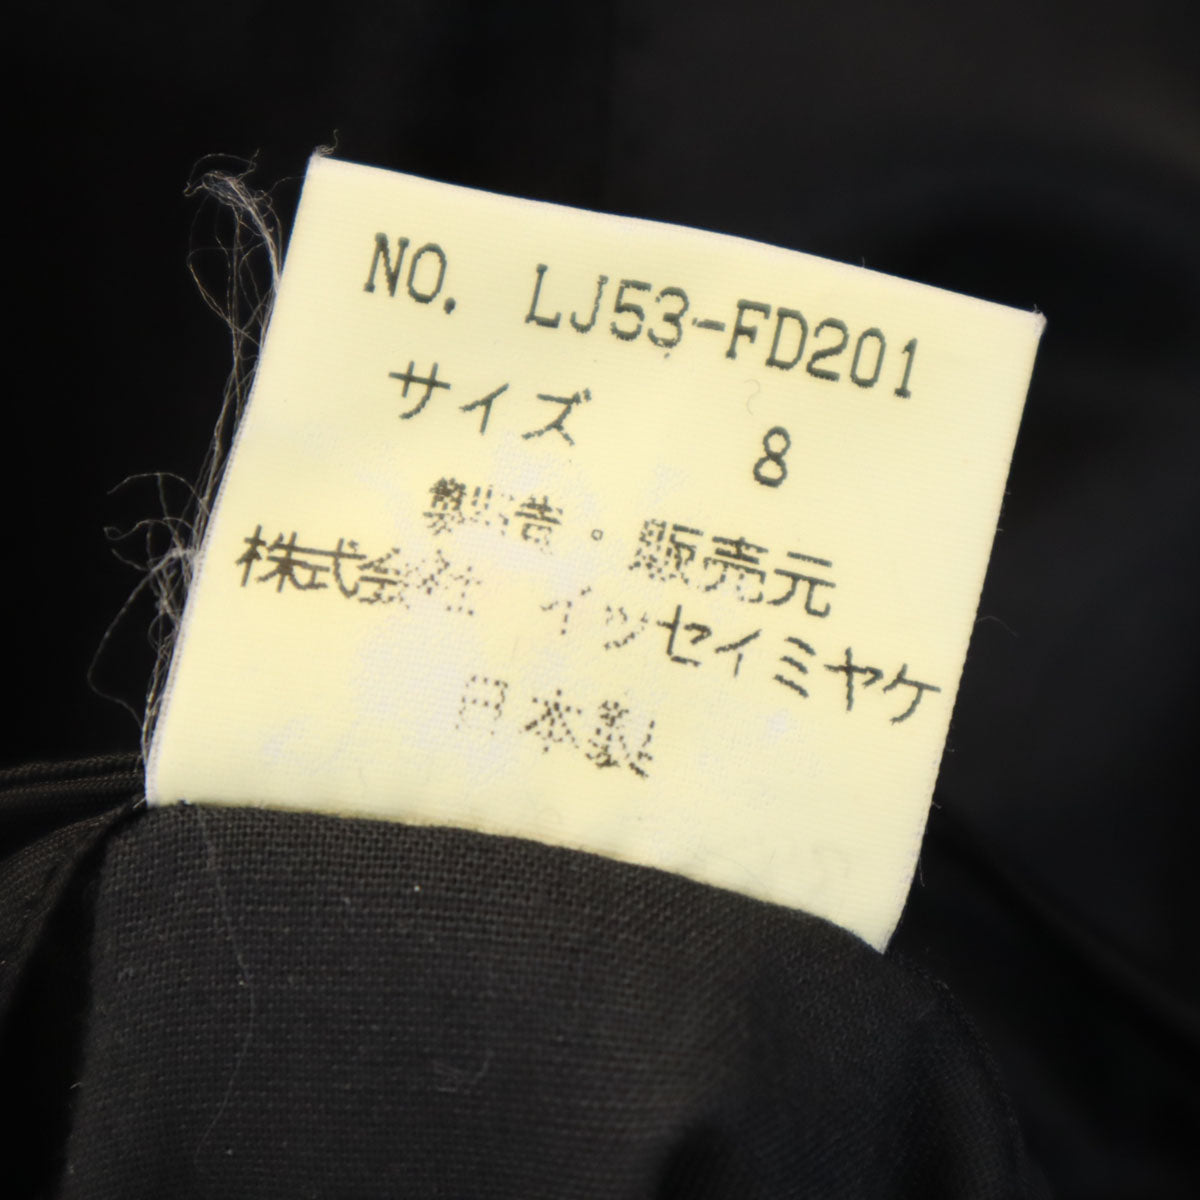 NO. LJ53-FD201
サイズ 8
製造・販売元
株式会社 イッセイミヤケ
日本製